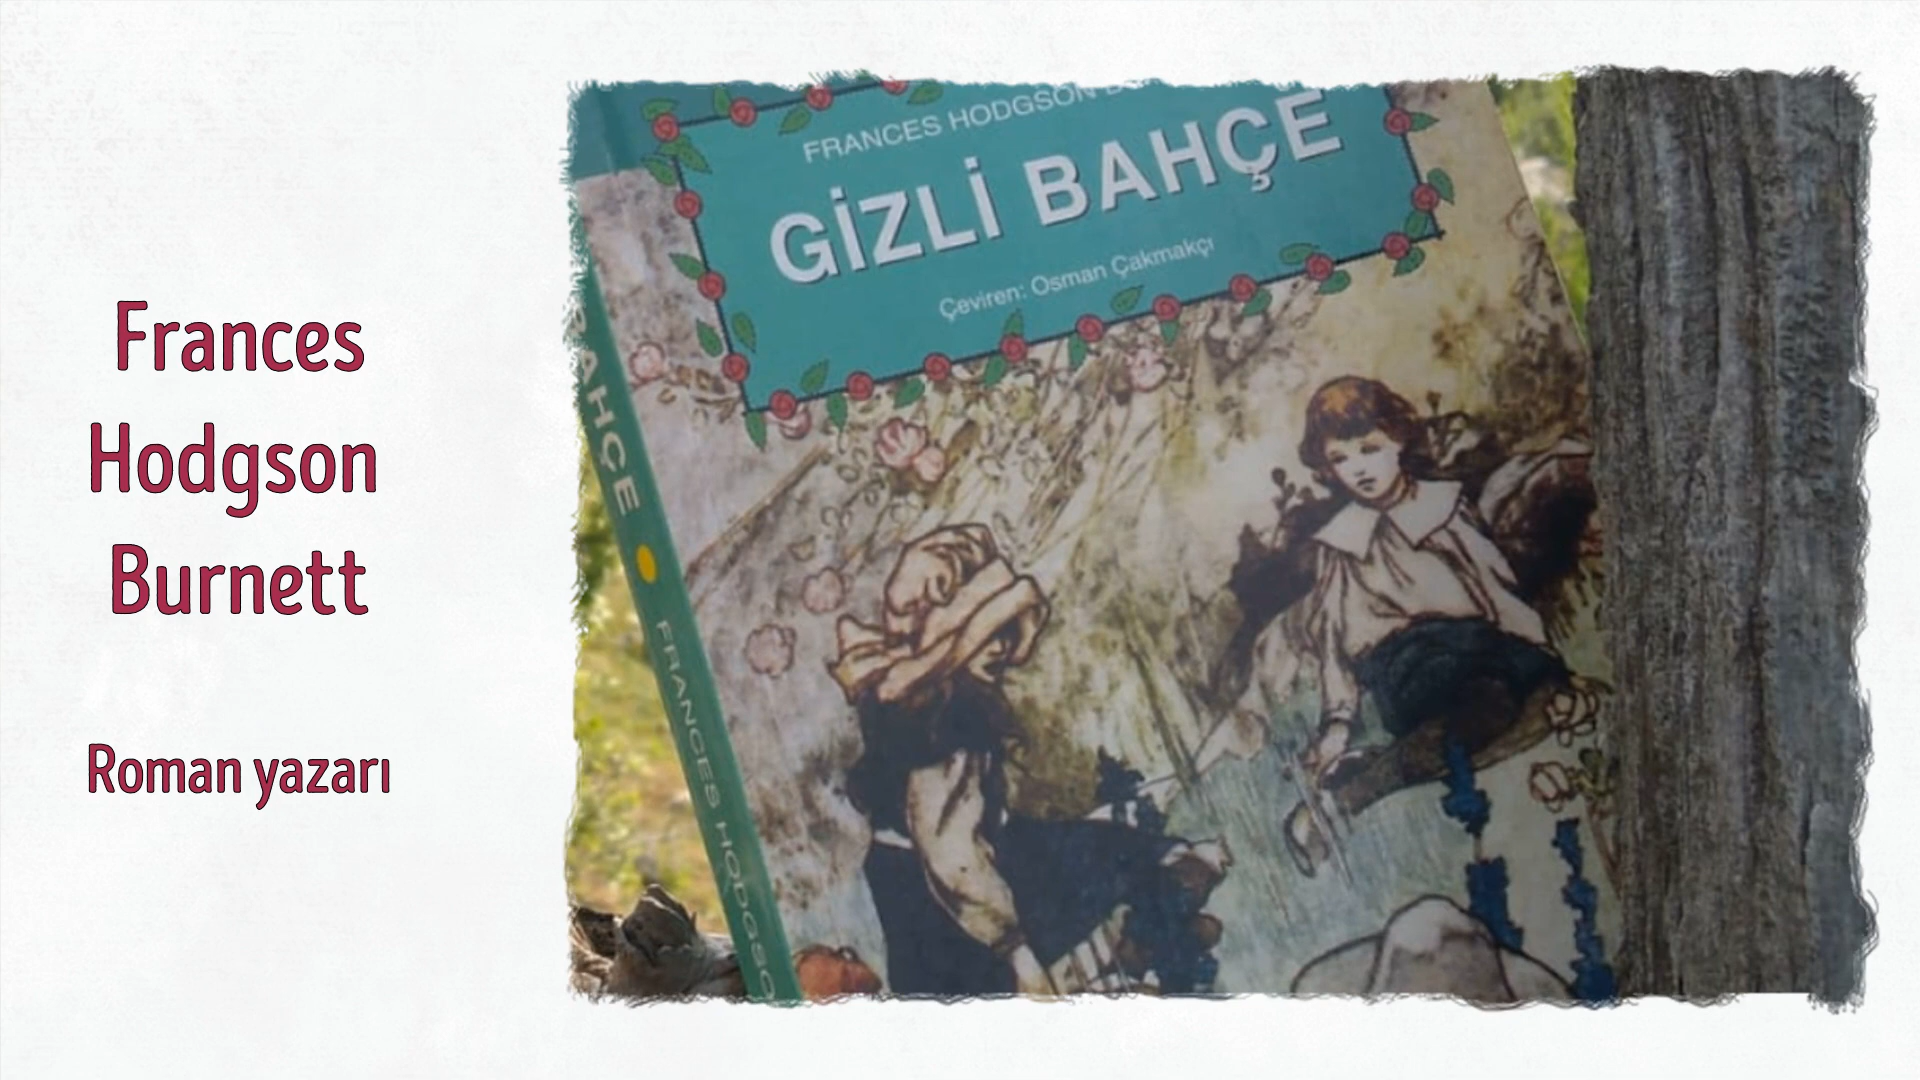 Frances
Hodgson
Burnett
Roman yazarı
FRANCES HODGSON
GİZLİ BAHÇE
Çeviren: Osman Çakmakçı
BAHÇE
FRANCES HODGSO